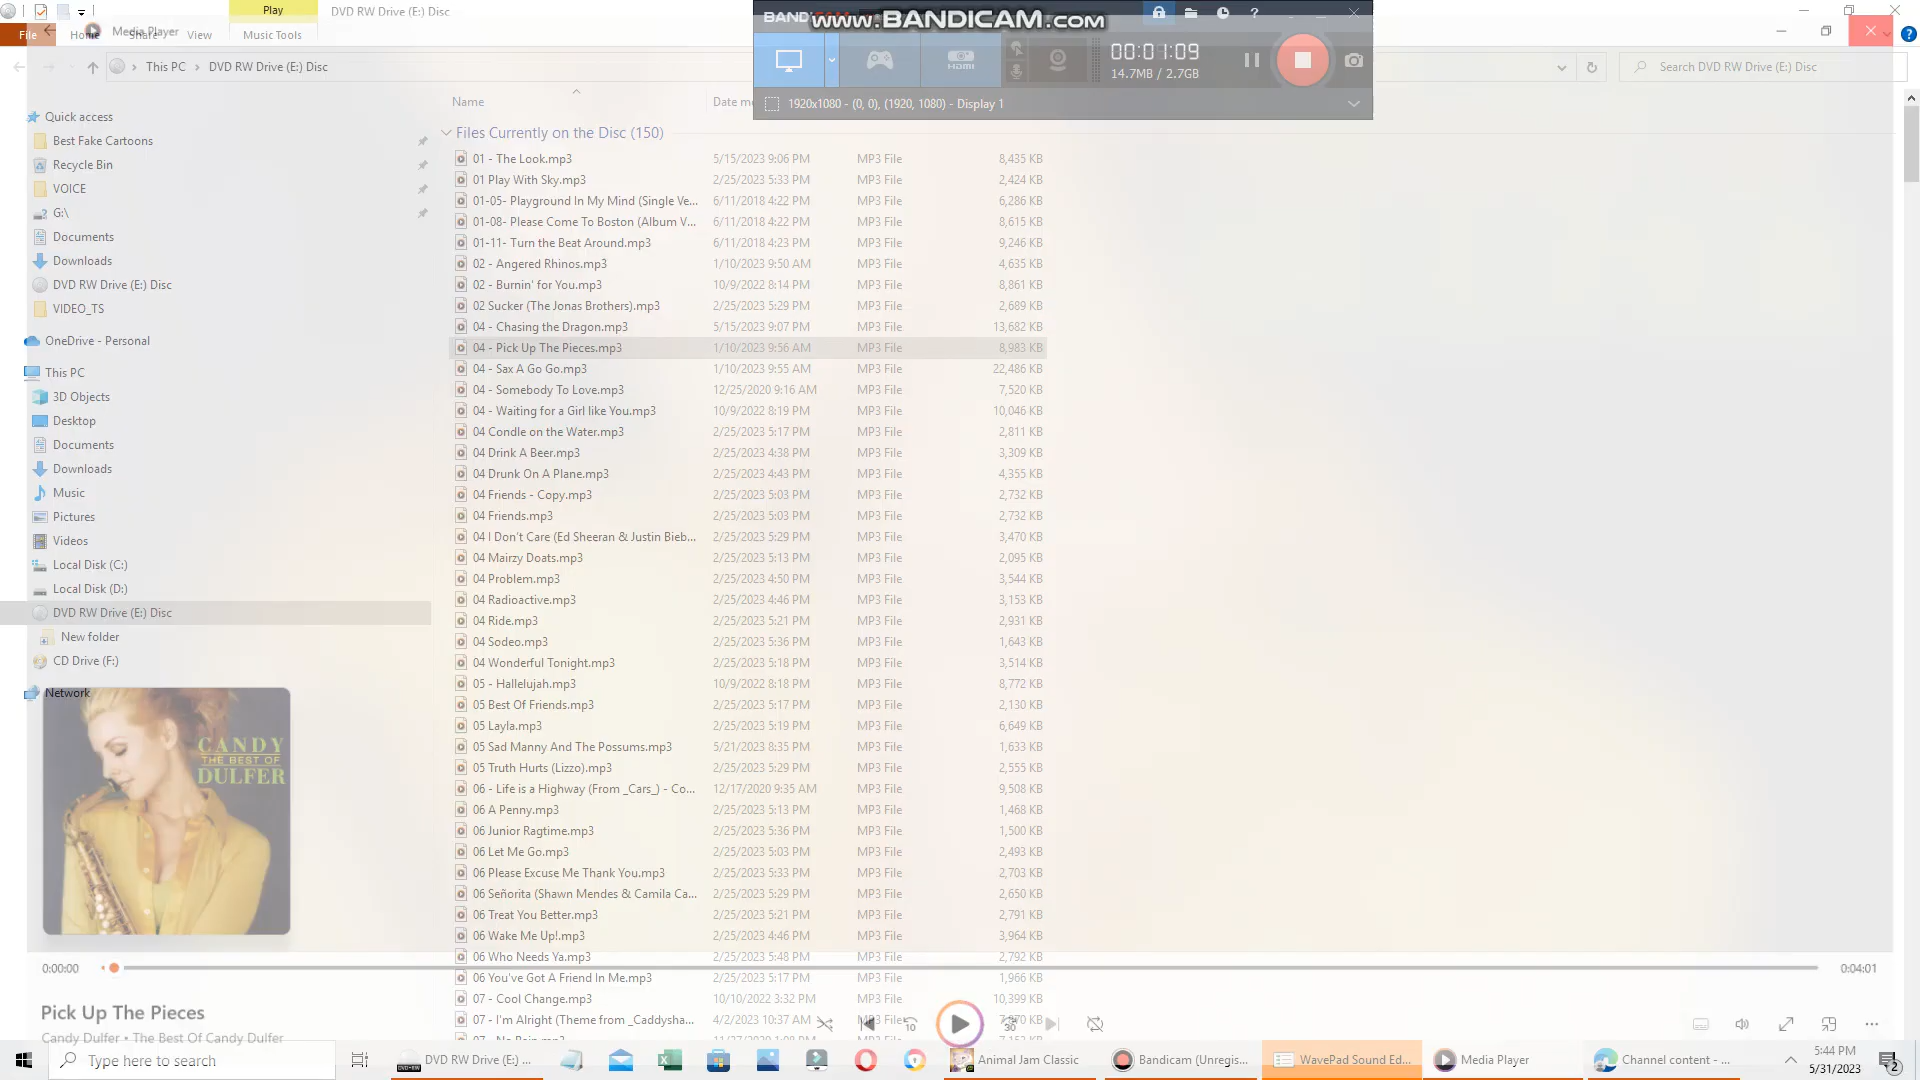 Play
DVD RW Drive (E:) Disc
File
Home
Share
View
Music Tools
Media Player
www.BANDICAM.com
00:01:09
14.7MB / 2.7GB
HDMI
1920x1080 - (0, 0), (1920, 1080) - Display 1
This PC
DVD RW Drive (E:) Disc
Search DVD RW Drive (E:) Disc
Quick access
Best Fake Cartoons
Recycle Bin
VOICE
G:\
Documents
Downloads
DVD RW Drive (E:) Disc
VIDEO_TS
OneDrive - Personal
This PC
3D Objects
Desktop
Documents
Downloads
Music
Pictures
Videos
Local Disk (C:)
Local Disk (D:)
DVD RW Drive (E:) Disc
New folder
CD Drive (F:)
Network
CANDY
THE BEST OF
DULFER
Name
Files Currently on the Disc (150)
01 - The Look.mp3 5/15/2023 9:06 PM MP3 File 8,435 KB
01 Play With Sky.mp3 2/25/2023 5:33 PM MP3 File 2,424 KB
01-05- Playground In My Mind (Single Ve... 6/11/2018 4:22 PM MP3 File 6,286 KB
01-08- Please Come To Boston (Album V... 6/11/2018 4:22 PM MP3 File 8,615 KB
01-11- Turn the Beat Around.mp3 6/11/2018 4:23 PM MP3 File 9,246 KB
02 - Angered Rhinos.mp3 1/10/2023 9:50 AM MP3 File 4,635 KB
02 - Burnin' for You.mp3 10/9/2022 8:14 PM MP3 File 8,861 KB
02 Sucker (The Jonas Brothers).mp3 2/25/2023 5:29 PM MP3 File 2,689 KB
04 - Chasing the Dragon.mp3 5/15/2023 9:07 PM MP3 File 13,682 KB
04 - Pick Up The Pieces.mp3 1/10/2023 9:56 AM MP3 File 8,983 KB
04 - Sax A Go Go.mp3 1/10/2023 9:55 AM MP3 File 22,486 KB
04 - Somebody To Love.mp3 12/25/2020 9:16 AM MP3 File 7,520 KB
04 - Waiting for a Girl like You.mp3 10/9/2022 8:19 PM MP3 File 10,046 KB
04 Condle on the Water.mp3 2/25/2023 5:17 PM MP3 File 2,811 KB
04 Drink A Beer.mp3 2/25/2023 4:38 PM MP3 File 3,309 KB
04 Drunk On A Plane.mp3 2/25/2023 4:43 PM MP3 File 4,355 KB
04 Friends - Copy.mp3 2/25/2023 5:03 PM MP3 File 2,732 KB
04 Friends.mp3 2/25/2023 5:03 PM MP3 File 2,732 KB
04 I Don't Care (Ed Sheeran & Justin Bieb... 2/25/2023 5:29 PM MP3 File 3,470 KB
04 Mairzy Doats.mp3 2/25/2023 5:13 PM MP3 File 2,095 KB
04 Problem.mp3 2/25/2023 4:50 PM MP3 File 3,544 KB
04 Radioactive.mp3 2/25/2023 4:46 PM MP3 File 3,153 KB
04 Ride.mp3 2/25/2023 5:21 PM MP3 File 2,931 KB
04 Sodeo.mp3 2/25/2023 5:36 PM MP3 File 1,643 KB
04 Wonderful Tonight.mp3 2/25/2023 5:18 PM MP3 File 3,514 KB
05 - Hallelujah.mp3 10/9/2022 8:18 PM MP3 File 8,772 KB
05 Best Of Friends.mp3 2/25/2023 5:17 PM MP3 File 2,130 KB
05 Layla.mp3 2/25/2023 5:19 PM MP3 File 6,649 KB
05 Sad Manny And The Possums.mp3 5/21/2023 8:35 PM MP3 File 1,633 KB
05 Truth Hurts (Lizzo).mp3 2/25/2023 5:29 PM MP3 File 2,555 KB
06 - Life is a Highway (From _Cars_) - Co... 12/17/2020 9:35 AM MP3 File 9,508 KB
06 A Penny.mp3 2/25/2023 5:13 PM MP3 File 1,468 KB
06 Junior Ragtime.mp3 2/25/2023 5:36 PM MP3 File 1,500 KB
06 Let Me Go.mp3 2/25/2023 5:03 PM MP3 File 2,493 KB
06 Please Excuse Me Thank You.mp3 2/25/2023 5:33 PM MP3 File 2,703 KB
06 Señorita (Shawn Mendes & Camila Ca... 2/25/2023 5:29 PM MP3 File 2,650 KB
06 Treat You Better.mp3 2/25/2023 5:21 PM MP3 File 2,791 KB
06 Wake Me Up!.mp3 2/25/2023 4:46 PM MP3 File 3,964 KB
06 Who Needs Ya.mp3 2/25/2023 5:48 PM MP3 File 2,792 KB
06 You've Got A Friend In Me.mp3 2/25/2023 5:17 PM MP3 File 1,966 KB
07 - Cool Change.mp3 10/10/2022 3:32 PM MP3 File 10,399 KB
07 - I'm Alright (Theme from _Caddysha... 4/2/2023 10:37 AM
0:00:00
0:04:01
Pick Up The Pieces
Candy Dulfer • The Best Of Candy Dulfer
10
30
Type here to search
DVD RW Drive (E:) ...
Animal Jam Classic
Bandicam (Unregis...
WavePad Sound Ed...
Media Player
Channel content - ...
5:44 PM
5/31/2023
2